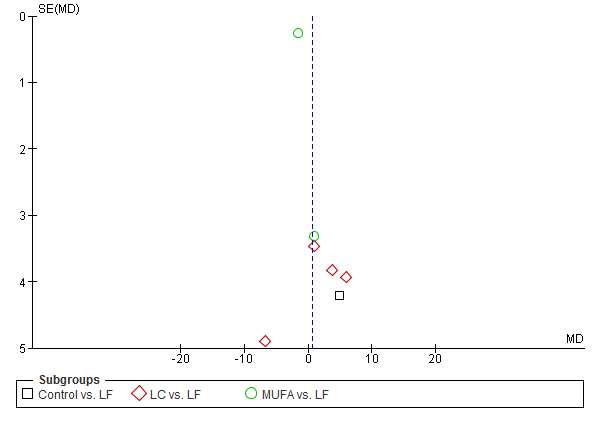 SE(MD)
0
1
2
3
4
5
MD
-20 -10 0 10 20
Subgroups
Control vs. LF LC vs. LF MUFA vs. LF